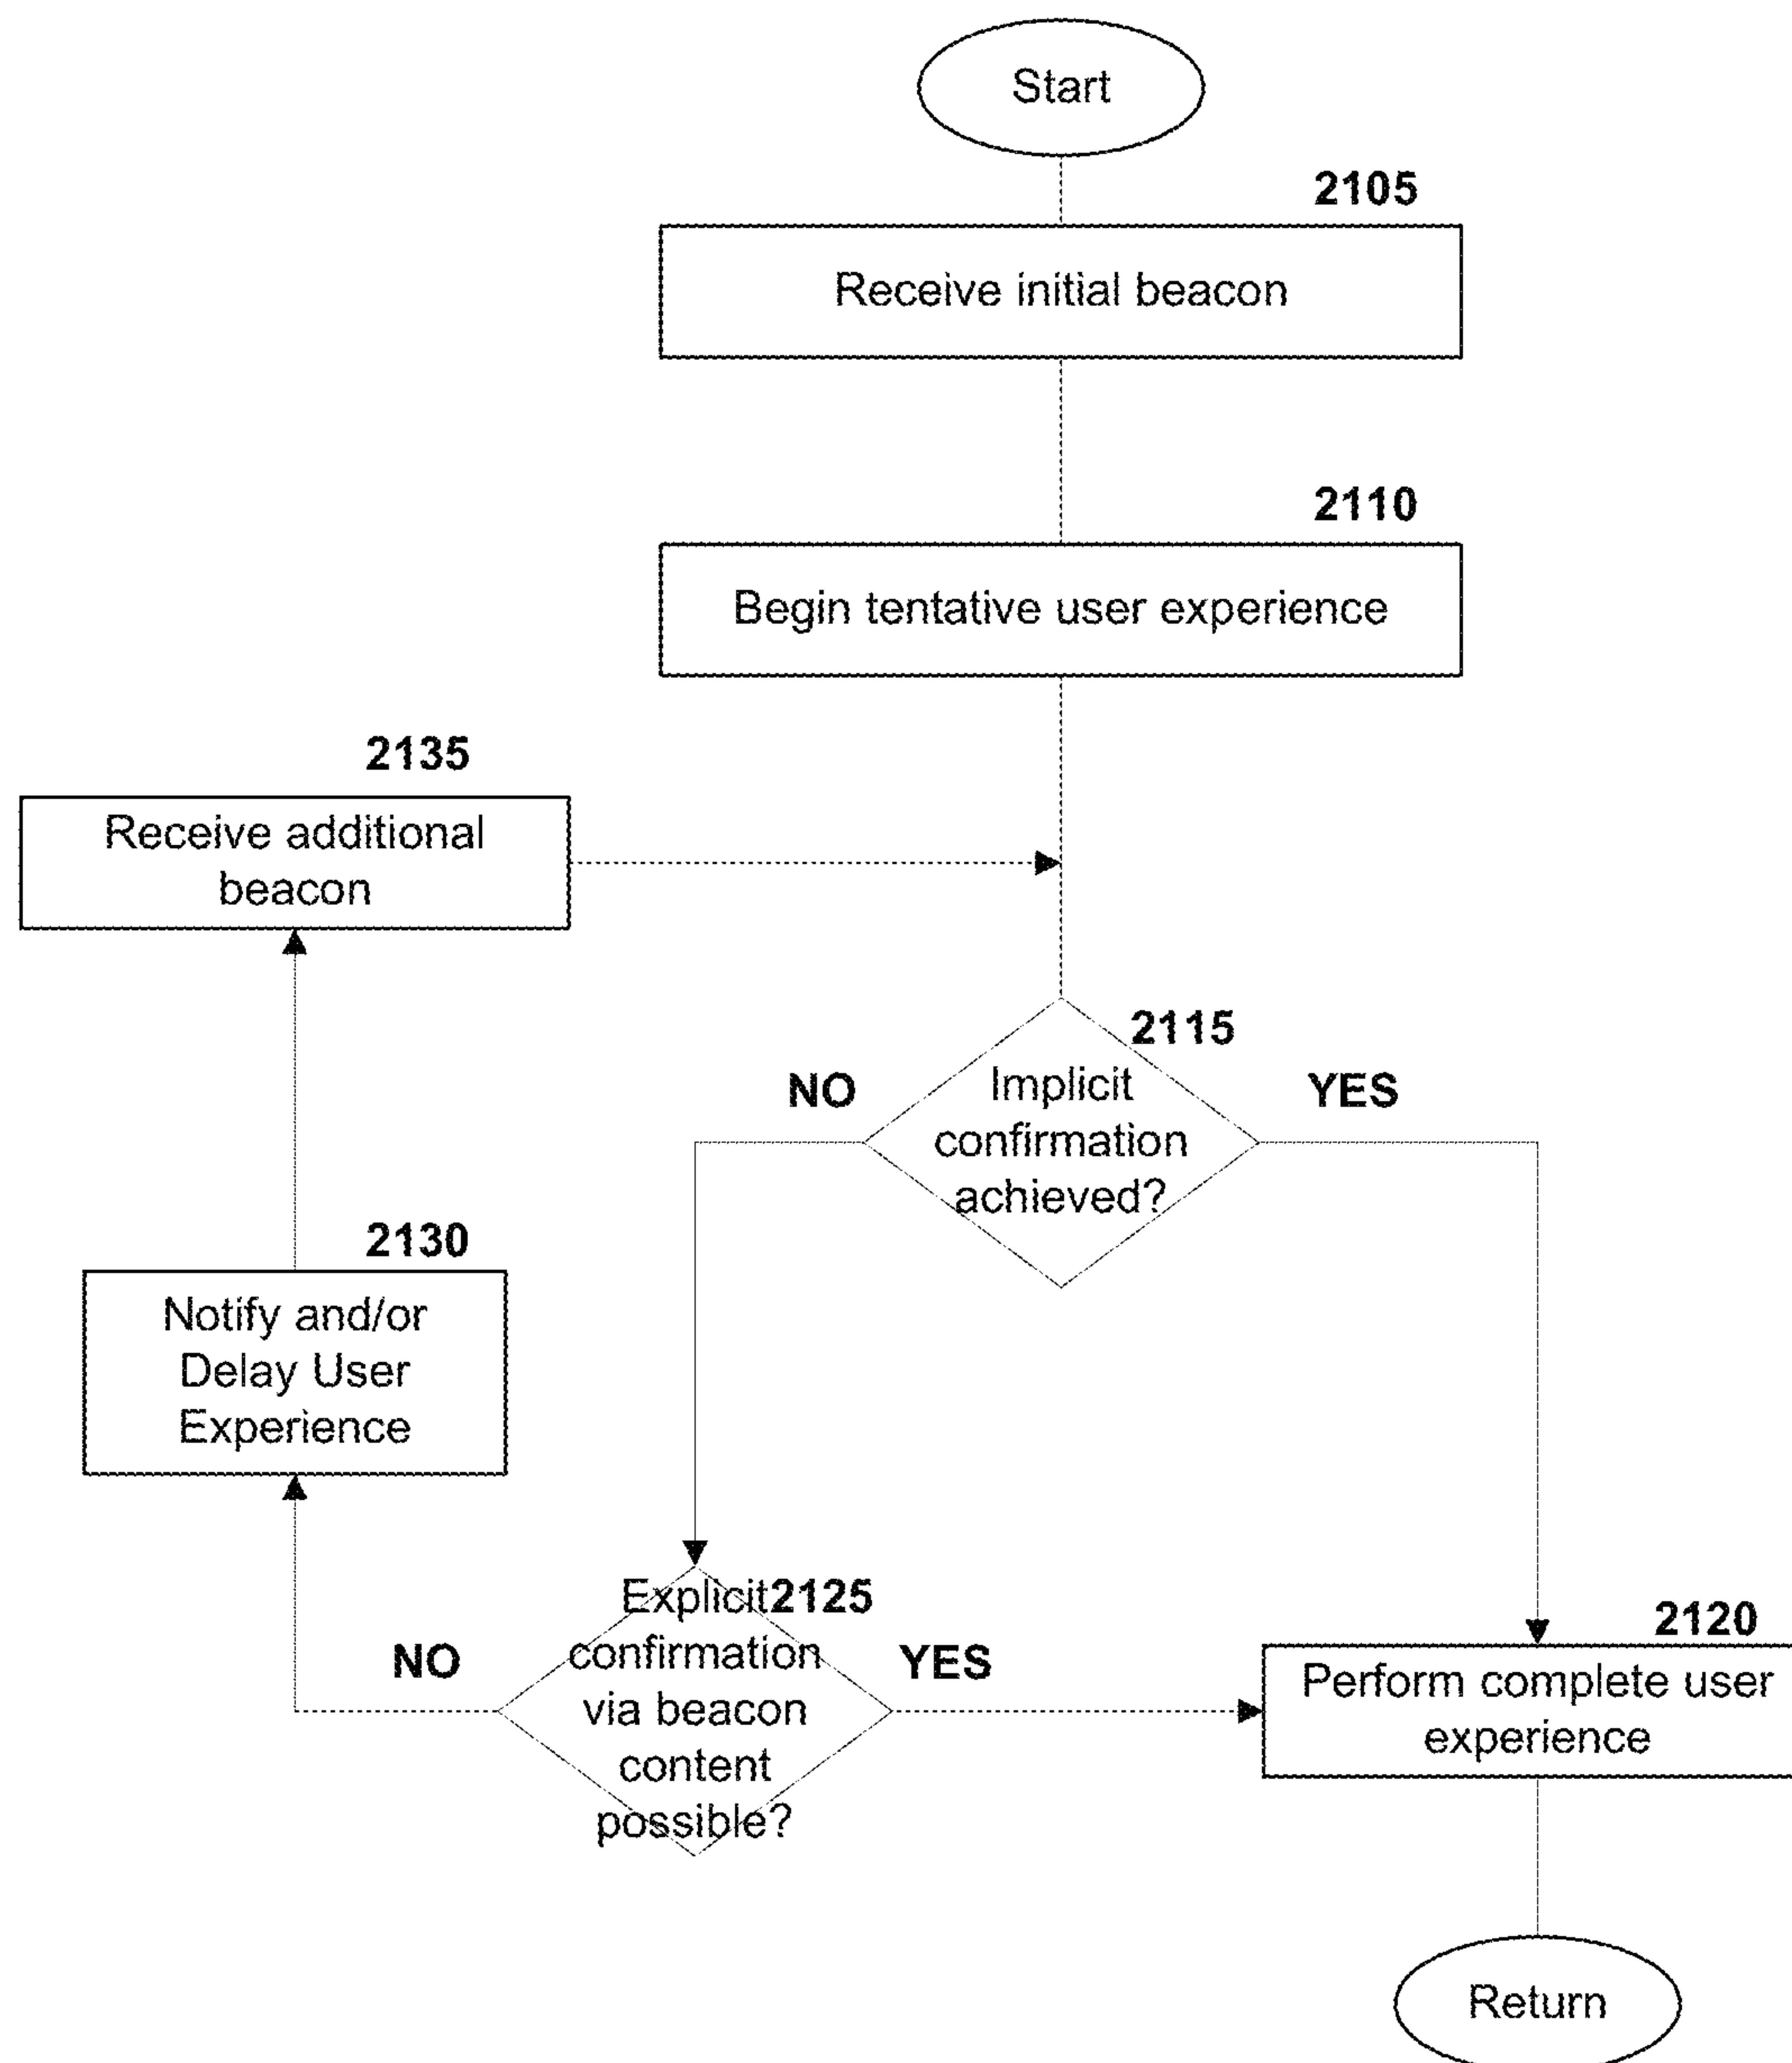 Start
2105
Receive initial beacon
2110
Begin tentative user experience
2135
Receive additional
beacon
2115
NO
Implicit
confirmation
achieved?
YES
2130
Notify and/or
Delay User
Experience
Explicit2125
confirmation
via beacon
content
possible?
NO
YES
2120
Perform complete user
experience
Return